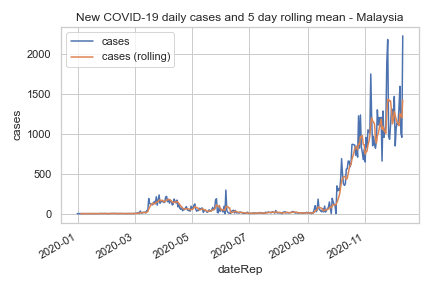 New COVID-19 daily cases and 5 day rolling mean - Malaysia
cases
cases (rolling)
2000
1500
1000
500
0
cases
2020-01
2020-03
2020-05
2020-07
2020-09
2020-11
dateRep